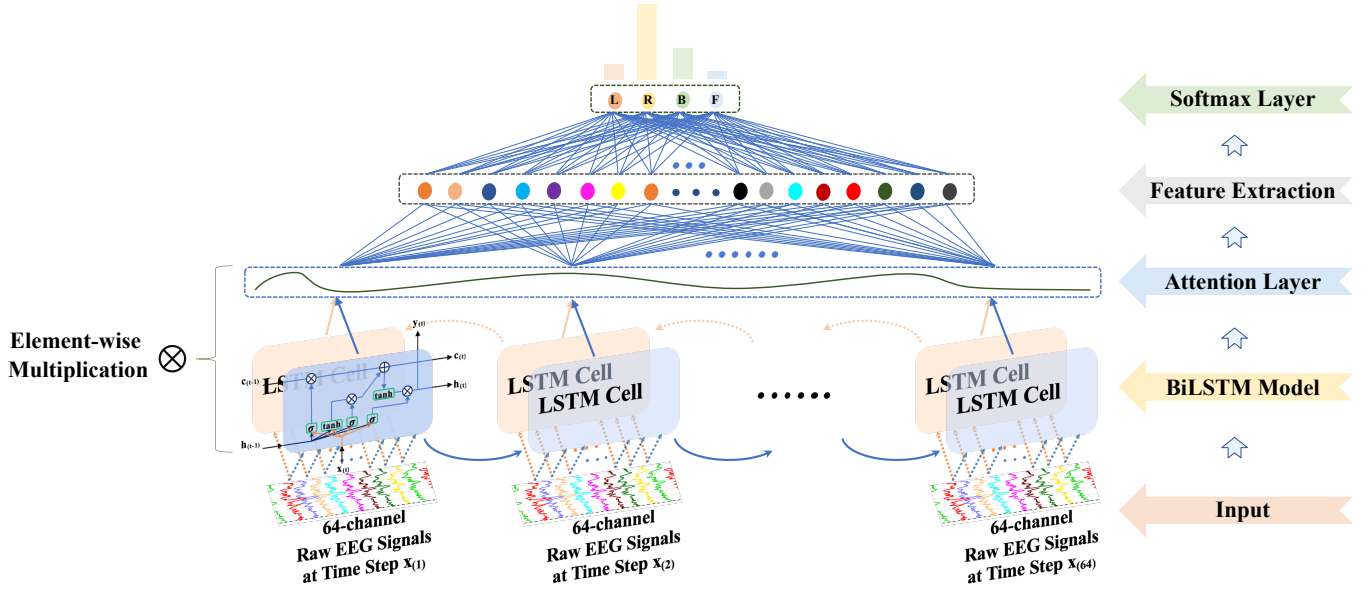 L R B F
Softmax Layer
Feature Extraction
Attention Layer
Element-wise
Multiplication
y(t)
c(t-1)
c(t)
h(t)
tanh
σ tanh σ σ
h(t-1)
x(t)
LSTM Cell
LSTM Cell
LSTM Cell
LSTM Cell
LSTM Cell
BiLSTM Model
Input
64-channel
Raw EEG Signals
at Time Step x(1)
64-channel
Raw EEG Signals
at Time Step x(2)
64-channel
Raw EEG Signals
at Time Step x(64)